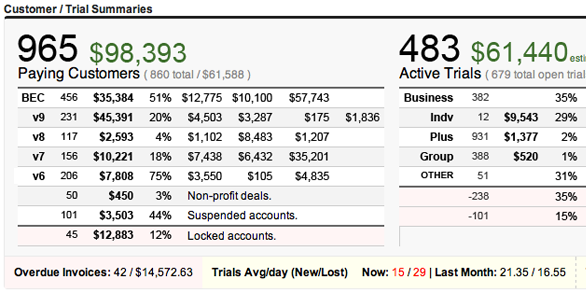 Customer / Trial Summaries
965 $98,393
Paying Customers ( 860 total / $61,588 )
BEC 456 $35,384 51% $12,775 $10,100 $57,743
v9 231 $45,391 20% $4,503 $3,287 $175 $1,836
v8 117 $2,593 4% $1,102 $8,483 $1,207
v7 156 $10,221 18% $7,438 $6,432 $35,201
v6 206 $7,808 75% $3,550 $105 $4,835
50 $450 3% Non-profit deals.
101 $3,503 44% Suspended accounts.
45 $12,883 12% Locked accounts.
483 $61,440 esti
Active Trials ( 679 total open trial
Business 382 35%
Indv 12 $9,543 29%
Plus 931 $1,377 2%
Group 388 $520 1%
OTHER 51 31%
-238 35%
-101 15%
Overdue Invoices: 42 / $14,572.63 Trials Avg/day (New/Lost) Now: 15 / 29 | Last Month: 21.35 / 16.55